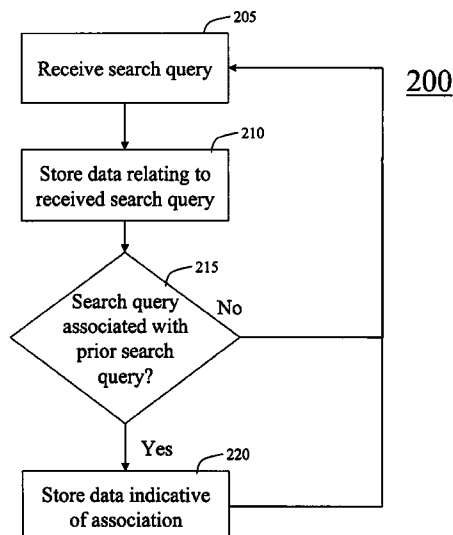 205
Receive search query
200
210
Store data relating to
received search query
215
Search query
associated with
prior search
query?
No
Yes
220
Store data indicative
of association